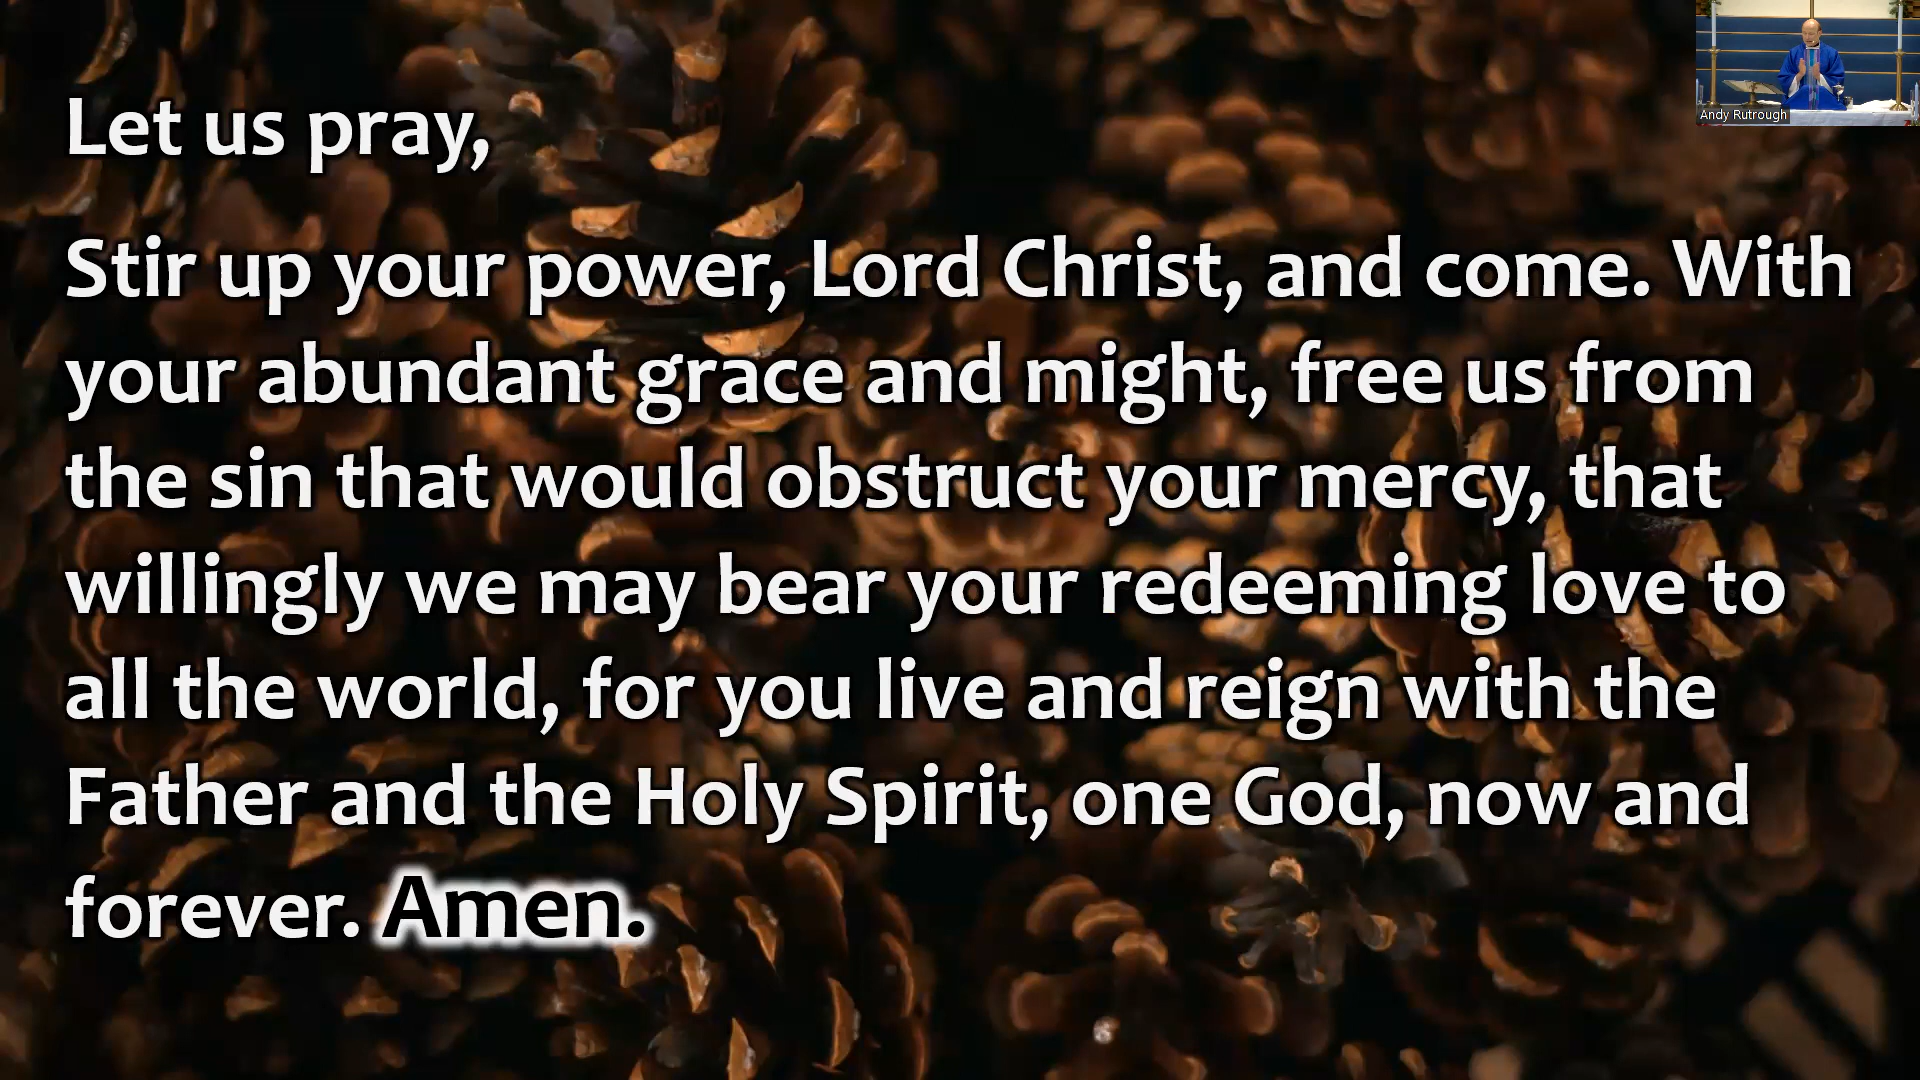 Andy Rutrough
Let us pray,
Stir up your power, Lord Christ, and come. With
your abundant grace and might, free us from
the sin that would obstruct your mercy, that
willingly we may bear your redeeming love to
all the world, for you live and reign with the
Father and the Holy Spirit, one God, now and
forever. Amen.